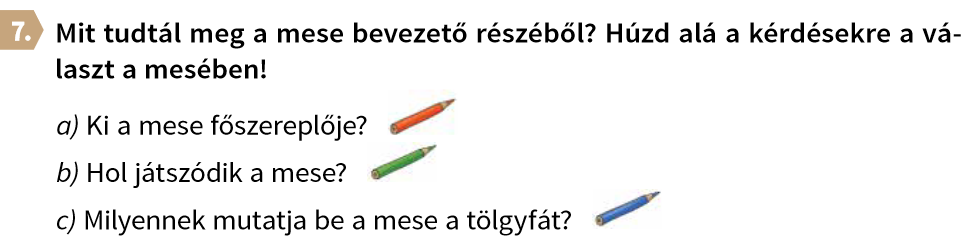 7. Mit tudtál meg a mese bevezető részéből? Húzd alá a kérdésekre a vá-
laszt a mesében!
a) Ki a mese főszereplője?
b) Hol játszódik a mese?
c) Milyennek mutatja be a mese a tölgyfát?